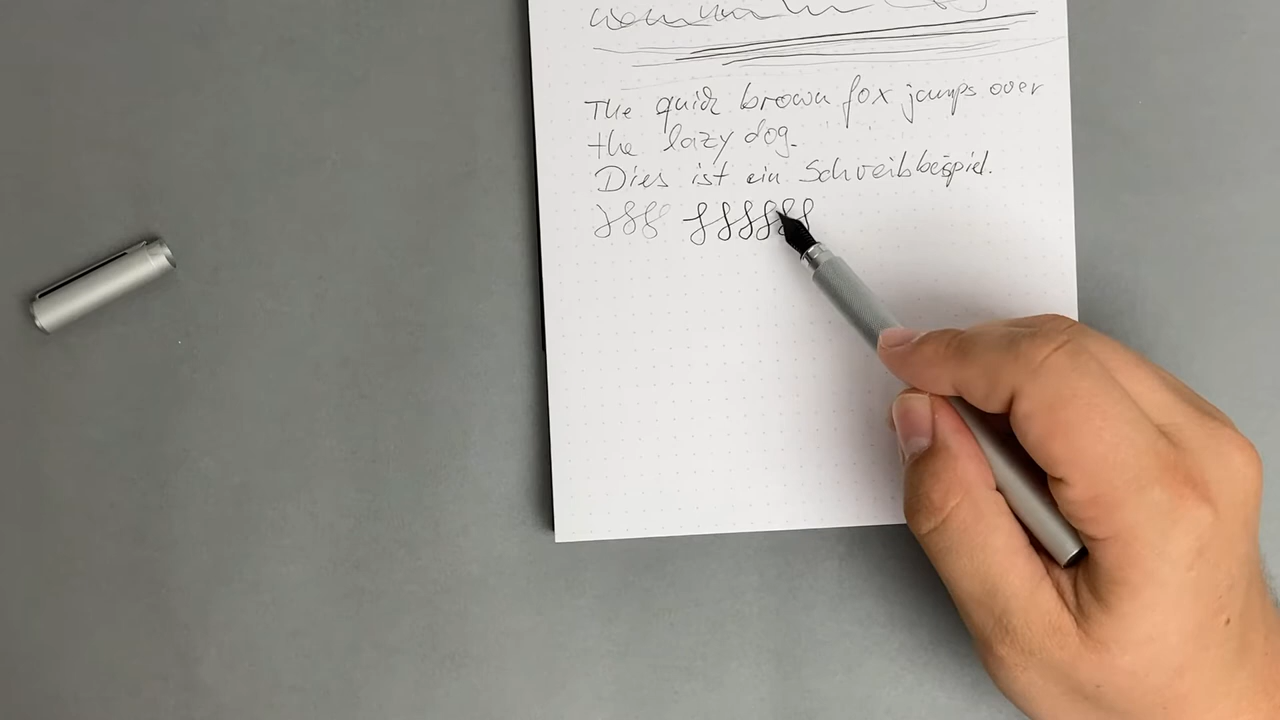 The quick brown fox jumps over
the lazy dog.
Dies ist ein Schreibbeispiel.